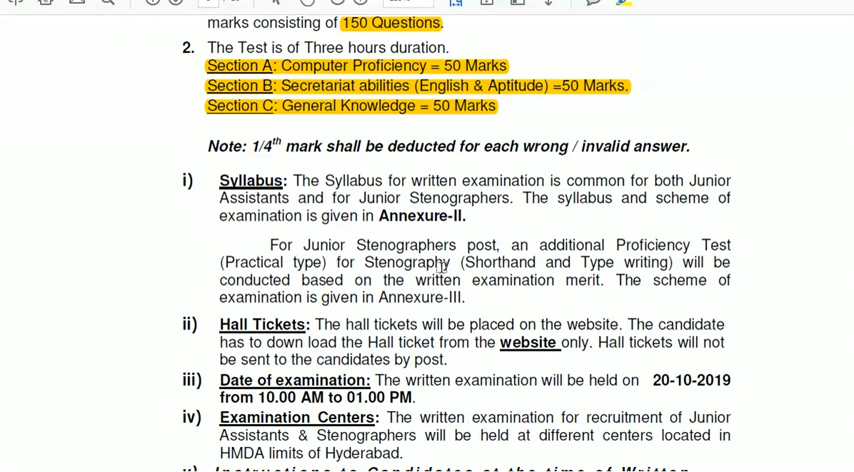 marks consisting of 150 Questions.
2. The Test is of Three hours duration.
Section A: Computer Proficiency = 50 Marks
Section B: Secretariat abilities (English & Aptitude) =50 Marks.
Section C: General Knowledge = 50 Marks
Note: 1/4th mark shall be deducted for each wrong / invalid answer.
i) Syllabus: The Syllabus for written examination is common for both Junior
Assistants and for Junior Stenographers. The syllabus and scheme of
examination is given in Annexure-II.
For Junior Stenographers post, an additional Proficiency Test
(Practical type) for Stenography (Shorthand and Type writing) will be
conducted based on the written examination merit. The scheme of
examination is given in Annexure-III.
ii) Hall Tickets: The hall tickets will be placed on the website. The candidate
has to down load the Hall ticket from the website only. Hall tickets will not
be sent to the candidates by post.
iii) Date of examination: The written examination will be held on 20-10-2019
from 10.00 AM to 01.00 PM.
iv) Examination Centers: The written examination for recruitment of Junior
Assistants & Stenographers will be held at different centers located in
HMDA limits of Hyderabad.
v) Instructions to Candidates at the time of Written